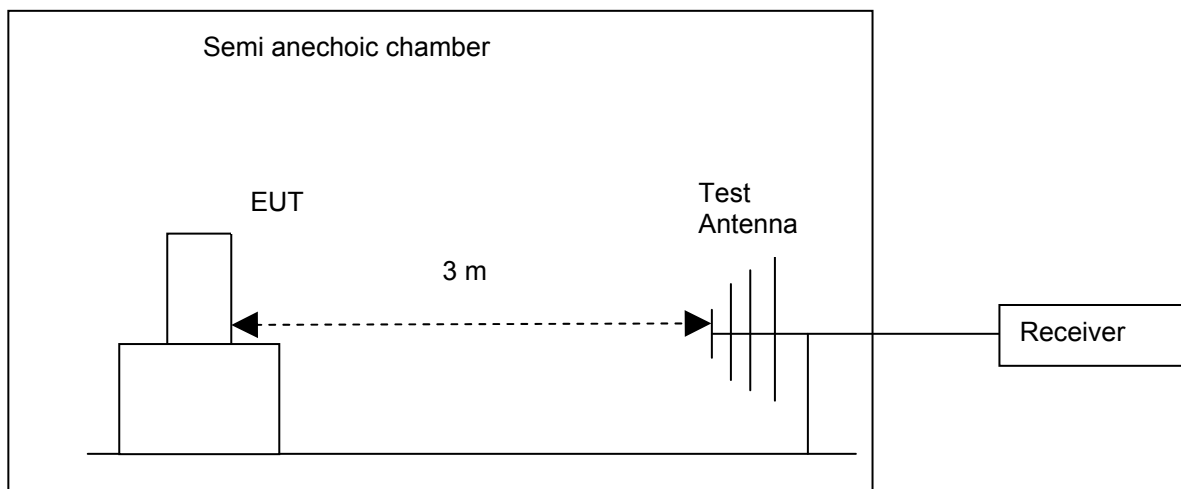 Semi anechoic chamber
EUT
Test
Antenna
3 m
Receiver